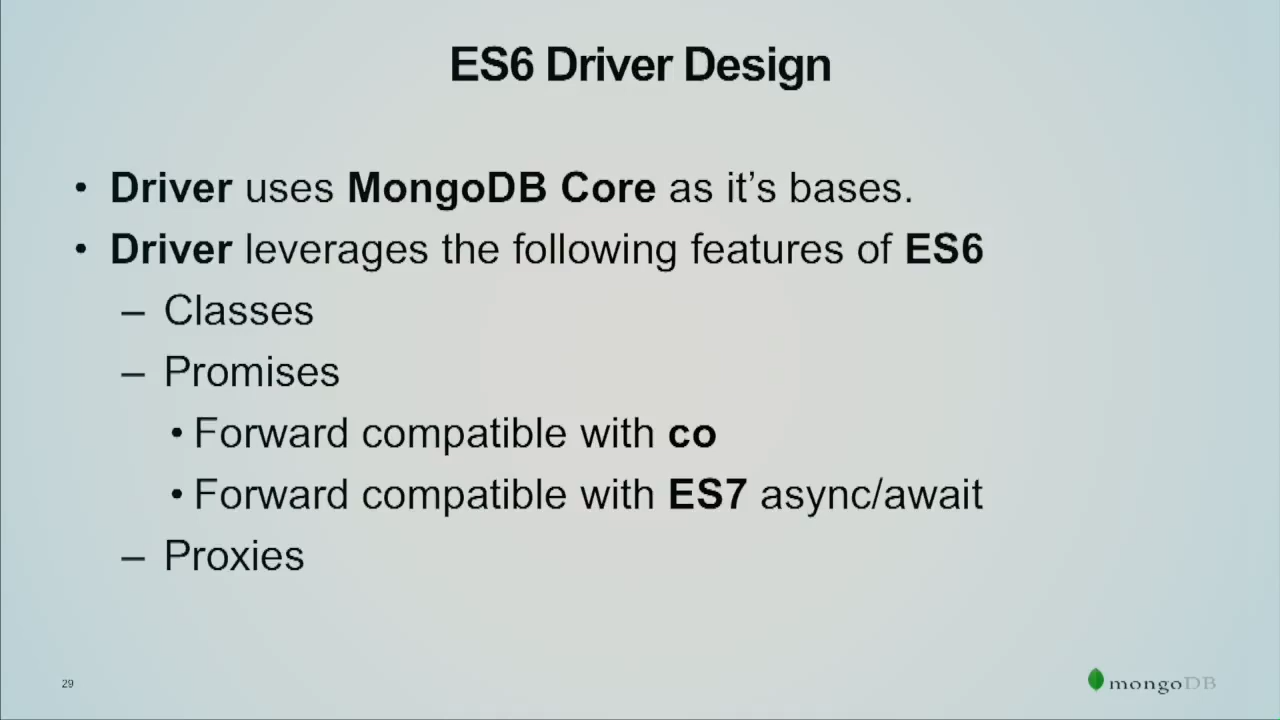 ES6 Driver Design
• Driver uses MongoDB Core as it's bases.
• Driver leverages the following features of ES6
– Classes
– Promises
• Forward compatible with co
• Forward compatible with ES7 async/await
– Proxies
29
mongoDB